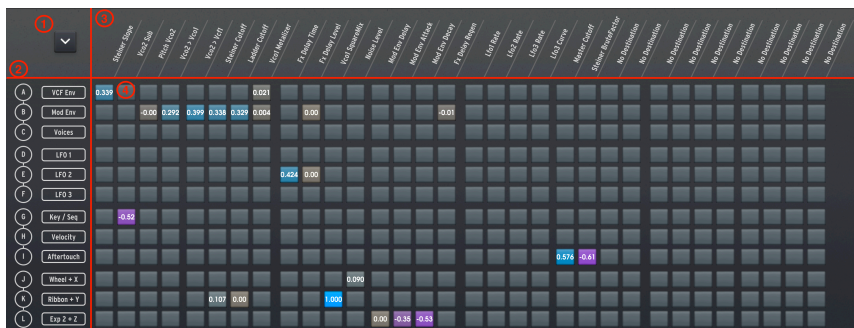 1
3
Steiner Slope
Vco2 Sub
Pitch Vco2
Vco2 > Vco1
Vco2 > Vcf1
Steiner Cutoff
Ladder Cutoff
Vco1 Metalizer
Fx Delay Time
Fx Delay Level
Vco1 SquareMix
Noise Level
Mod Env Delay
Mod Env Attack
Mod Env Decay
Fx Delay Regen
Lfo1 Rate
Lfo2 Rate
Lfo3 Rate
Lfo3 Curve
Master Cutoff
Steiner BruteFactor
No Destination
No Destination
No Destination
No Destination
No Destination
No Destination
No Destination
No Destination
No Destination
2
A VCF Env 0.339 4 0.021
B Mod Env -0.00 0.292 0.399 0.338 0.329 0.004 0.00 -0.01
C Voices
D LFO 1
E LFO 2 0.424 0.00
F LFO 3
G Key / Seq -0.52
H Velocity
I Aftertouch 0.576 -0.61
J Wheel + X 0.090
K Ribbon + Y 0.107 0.00 1.000
L Exp 2 + Z 0.00 -0.35 -0.53